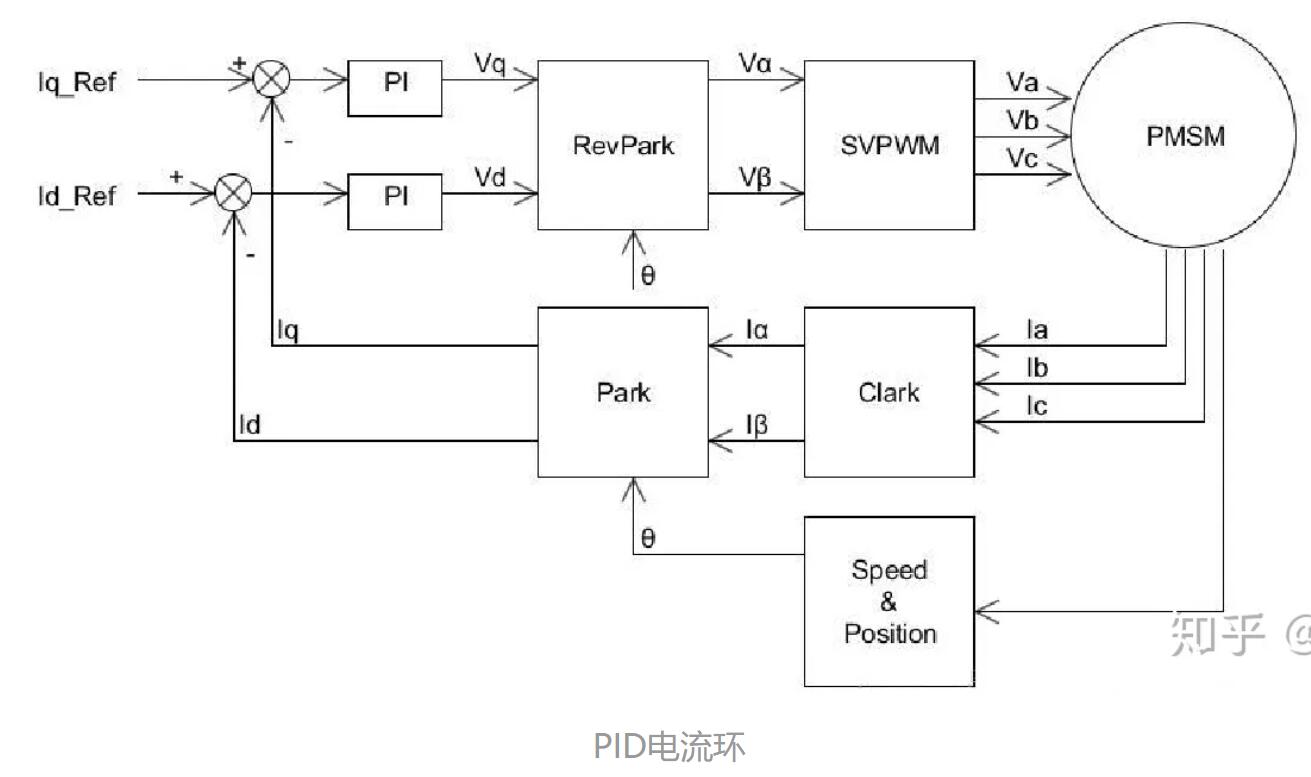 Iq_Ref
+
-
PI
Vq
RevPark
Vα
SVPWM
Va
Vb
Vc
PMSM
Id_Ref
+
-
PI
Vd
Vβ
θ
Iq
Id
Park
Iα
Iβ
Clark
Ia
Ib
Ic
θ
Speed
&
Position
知乎 @
PID电流环